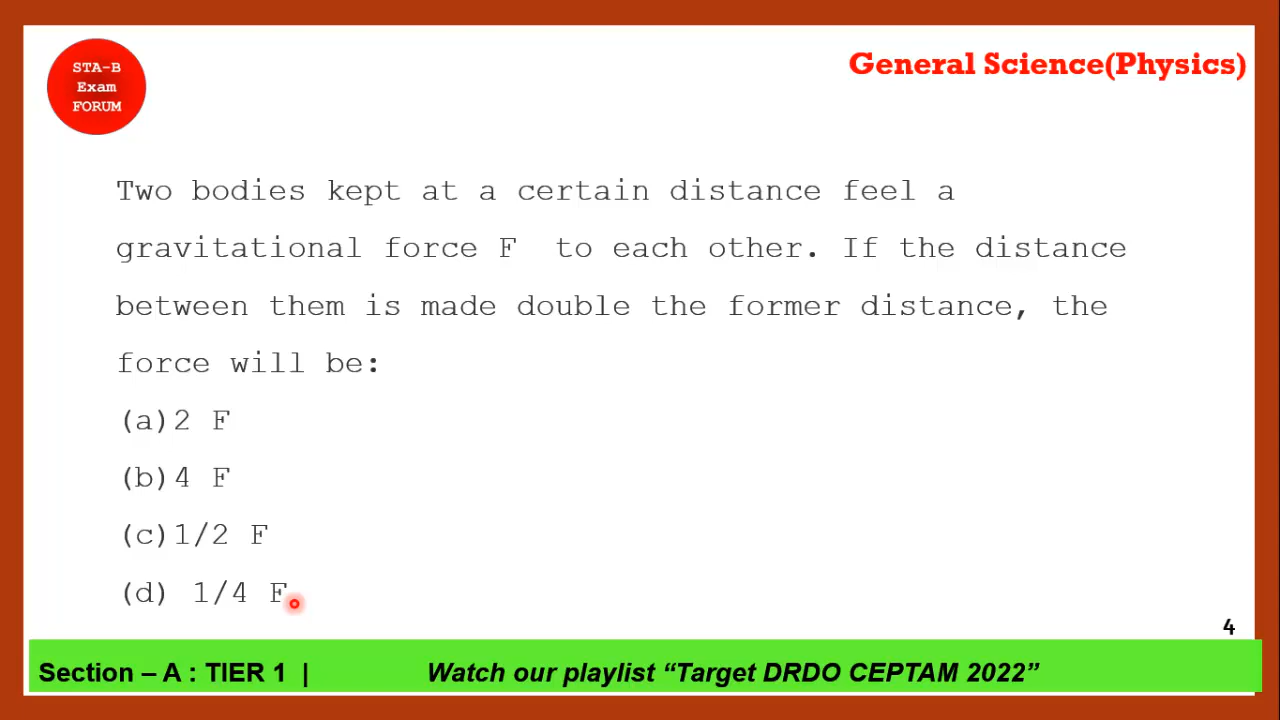 STA-B
Exam
FORUM
General Science(Physics)
Two bodies kept at a certain distance feel a
gravitational force F to each other. If the distance
between them is made double the former distance, the
force will be:
(a)2 F
(b)4 F
(c)1/2 F
(d) 1/4 F
4
Section – A : TIER 1 | Watch our playlist “Target DRDO CEPTAM 2022”